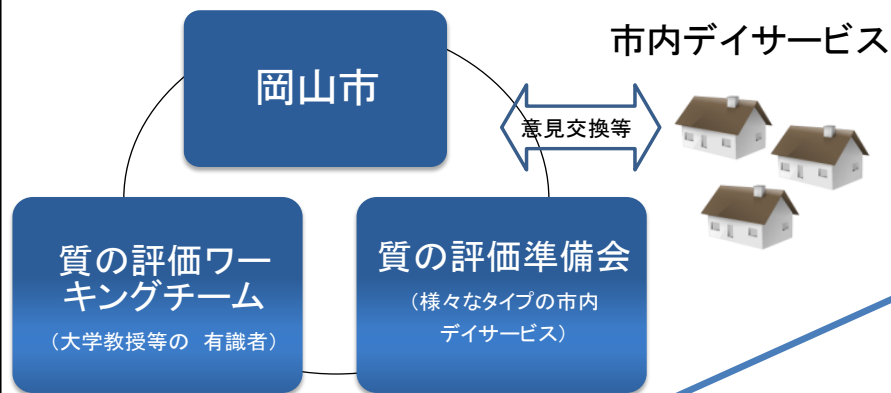 市内デイサービス
岡山市
意見交換等
質の評価ワー
キングチーム
（大学教授等の 有識者）
質の評価準備会
（様々なタイプの市内
デイサービス）